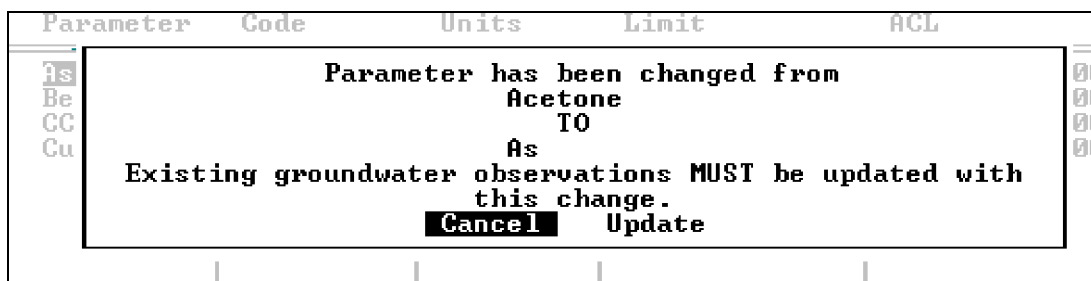 Parameter Code Units Limit ACL
As
Be
CC
Cu
Parameter has been changed from
Acetone
TO
As
Existing groundwater observations MUST be updated with
this change.
Cancel Update